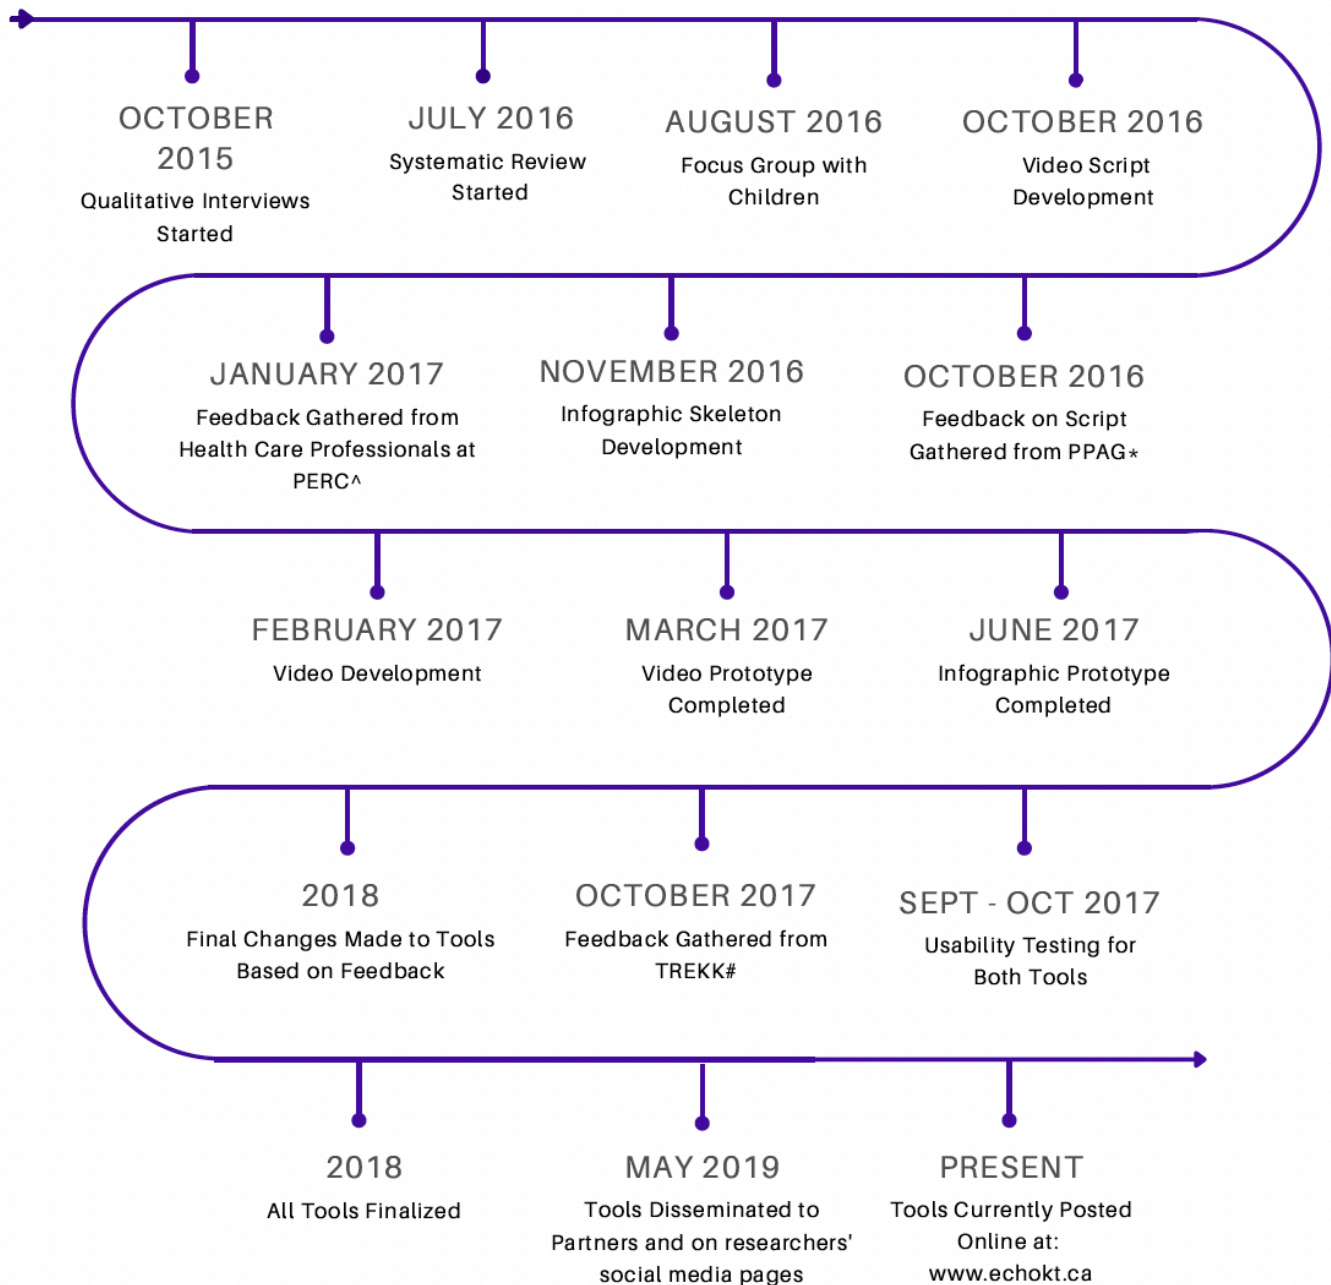 OCTOBER
2015
Qualitative Interviews
Started
JULY 2016
Systematic Review
Started
AUGUST 2016
Focus Group with
Children
OCTOBER 2016
Video Script
Development
OCTOBER 2016
Feedback on Script
Gathered from PPAG*
NOVEMBER 2016
Infographic Skeleton
Development
JANUARY 2017
Feedback Gathered from
Health Care Professionals at
PERC^
FEBRUARY 2017
Video Development
MARCH 2017
Video Prototype
Completed
JUNE 2017
Infographic Prototype
Completed
SEPT - OCT 2017
Usability Testing for
Both Tools
OCTOBER 2017
Feedback Gathered from
TREKK#
2018
Final Changes Made to Tools
Based on Feedback
2018
All Tools Finalized
MAY 2019
Tools Disseminated to
Partners and on researchers'
social media pages
PRESENT
Tools Currently Posted
Online at:
www.echokt.ca